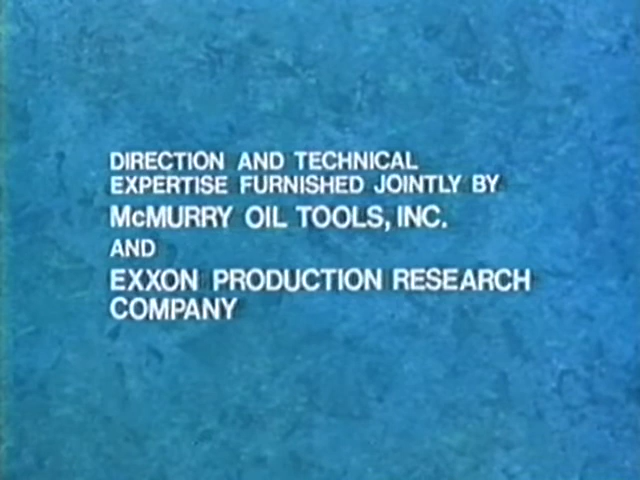 DIRECTION AND TECHNICAL
EXPERTISE FURNISHED JOINTLY BY
McMURRY OIL TOOLS, INC.
AND
EXXON PRODUCTION RESEARCH
COMPANY